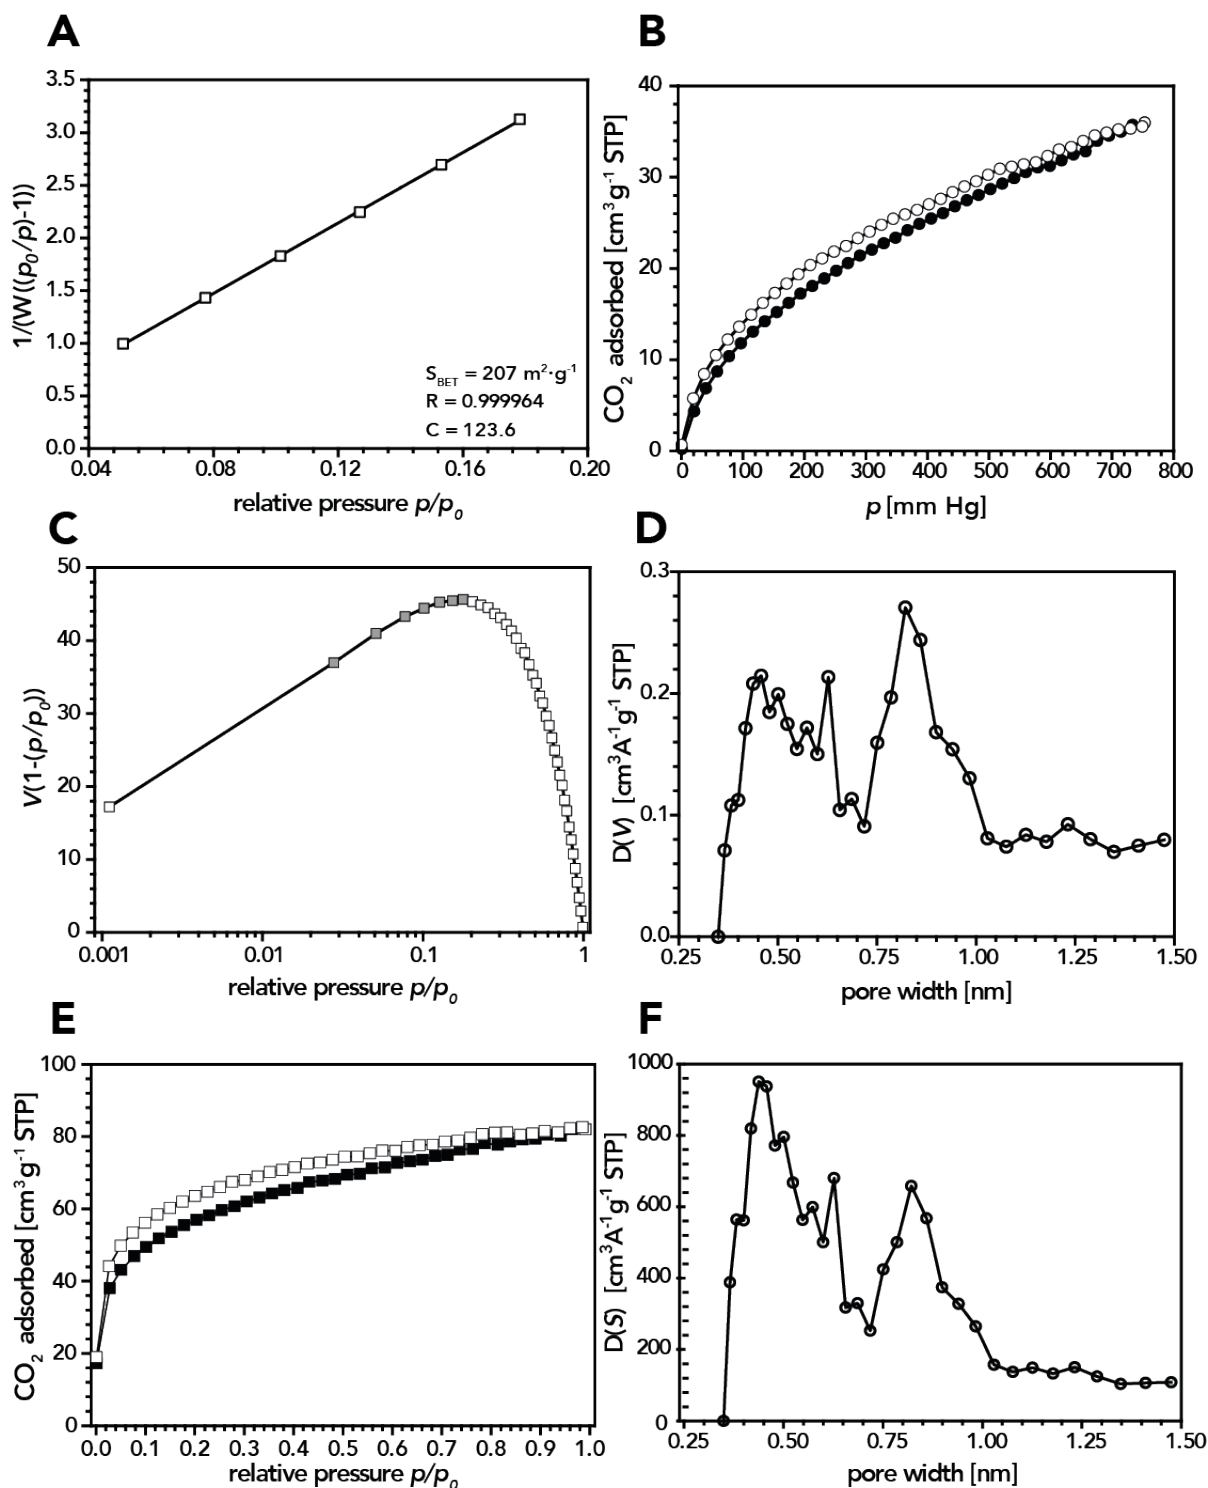 A
3.5
3.0
2.5
2.0
1.5
1.0
0.5
0.0
1/(W((p₀/p)-1))
S_BET = 207 m²·g⁻¹
R = 0.999964
C = 123.6
0.04 0.08 0.12 0.16 0.20
relative pressure p/p₀
B
40
30
20
10
0
CO₂ adsorbed [cm³g⁻¹ STP]
0 100 200 300 400 500 600 700 800
p [mm Hg]
C
50
40
30
20
10
0
V(1-(p/p₀))
0.001 0.01 0.1 1
relative pressure p/p₀
D
0.3
0.2
0.1
0.0
D(V) [cm³A⁻¹g⁻¹ STP]
0.25 0.50 0.75 1.00 1.25 1.50
pore width [nm]
E
100
80
60
40
20
0
CO₂ adsorbed [cm³g⁻¹ STP]
0.0 0.1 0.2 0.3 0.4 0.5 0.6 0.7 0.8 0.9 1.0
relative pressure p/p₀
F
1000
800
600
400
200
0
D(S) [cm³A⁻¹g⁻¹ STP]
0.25 0.50 0.75 1.00 1.25 1.50
pore width [nm]